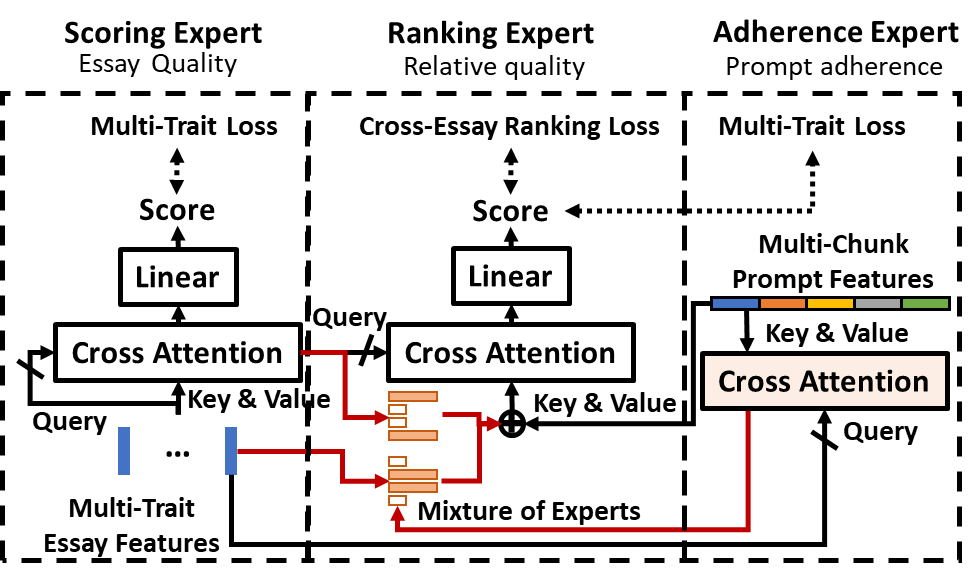 Scoring Expert
Essay Quality
Ranking Expert
Relative quality
Adherence Expert
Prompt adherence
Multi-Trait Loss
Cross-Essay Ranking Loss
Multi-Trait Loss
Score
Score
Linear
Linear
Multi-Chunk
Prompt Features
Query
Key & Value
Cross Attention
Cross Attention
Cross Attention
Key & Value
Key & Value
Query
Query
...
Multi-Trait
Essay Features
Mixture of Experts